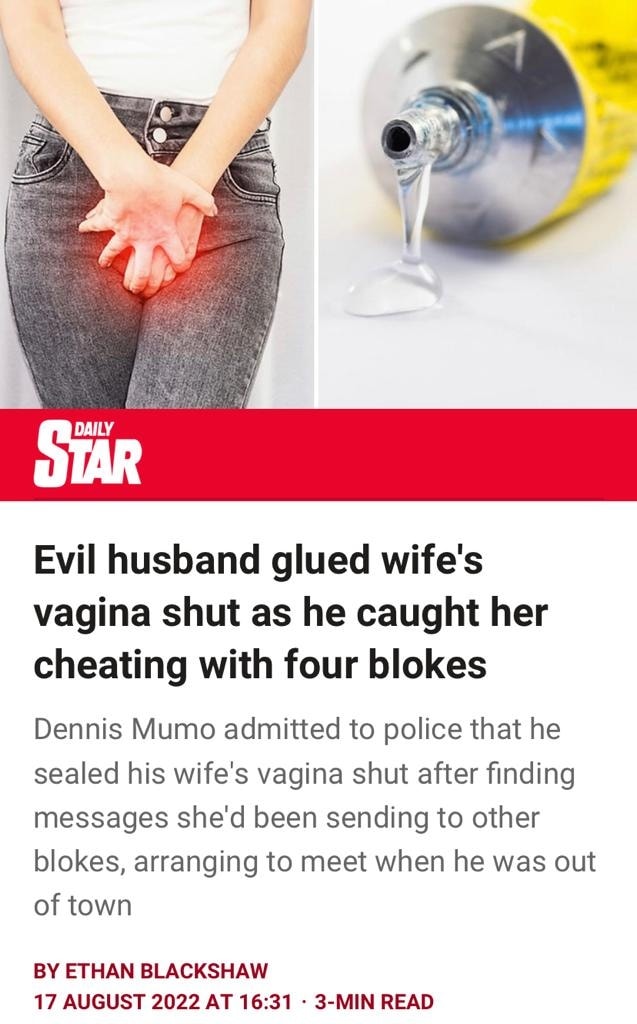 DAILY
STAR
Evil husband glued wife's
vagina shut as he caught her
cheating with four blokes
Dennis Mumo admitted to police that he
sealed his wife's vagina shut after finding
messages she'd been sending to other
blokes, arranging to meet when he was out
of town
BY ETHAN BLACKSHAW
17 AUGUST 2022 AT 16:31 · 3-MIN READ